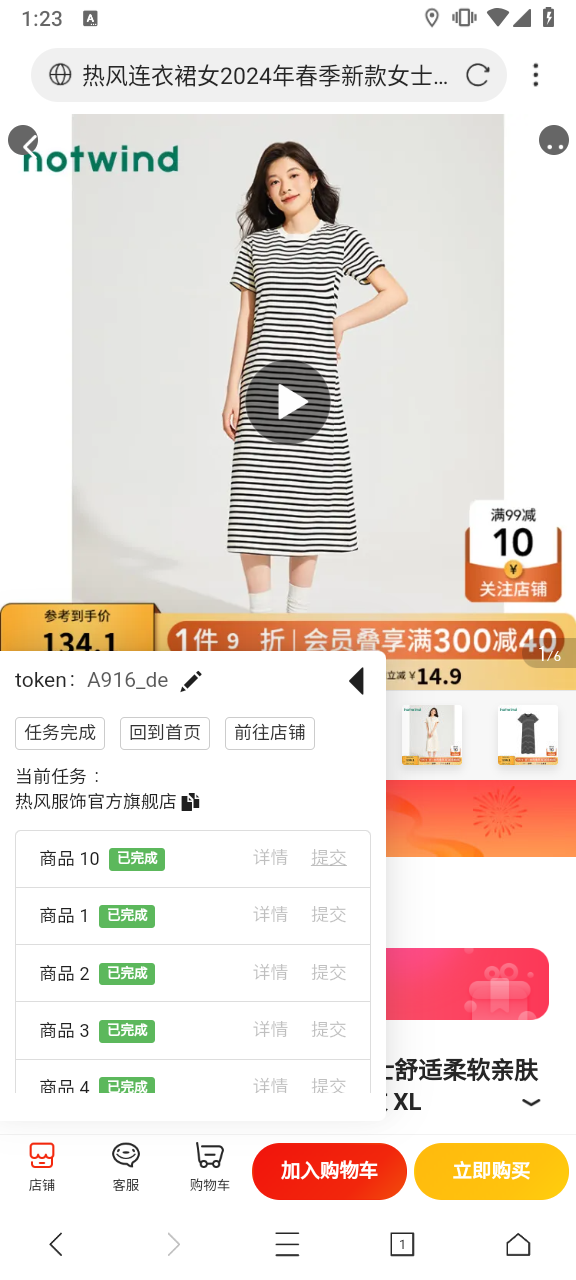 1:23
A
热风连衣裙女2024年春季新款女士...
hotwind
满99减
10
¥
关注店铺
参考到手价
134.1
1件9折|会员叠享满300减40
1/6
立减¥14.9
token: A916_de
任务完成 回到首页 前往店铺
当前任务：
热风服饰官方旗舰店
商品 10 已完成 详情 提交
商品 1 已完成 详情 提交
商品 2 已完成 详情 提交
商品 3 已完成 详情 提交
商品 4 已完成 详情 提交
士舒适柔软亲肤
XL
店铺 客服 购物车 加入购物车 立即购买
1